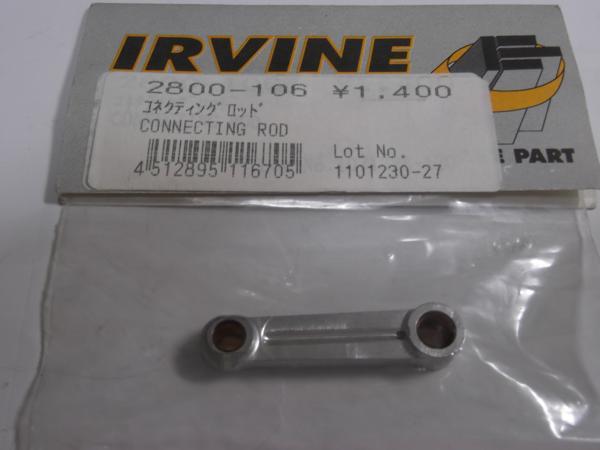 IRVINE
2800-106 ¥1,400
コネクティングロッド
CONNECTING ROD
Lot No.
4 512895 116705
1101230-27
PART